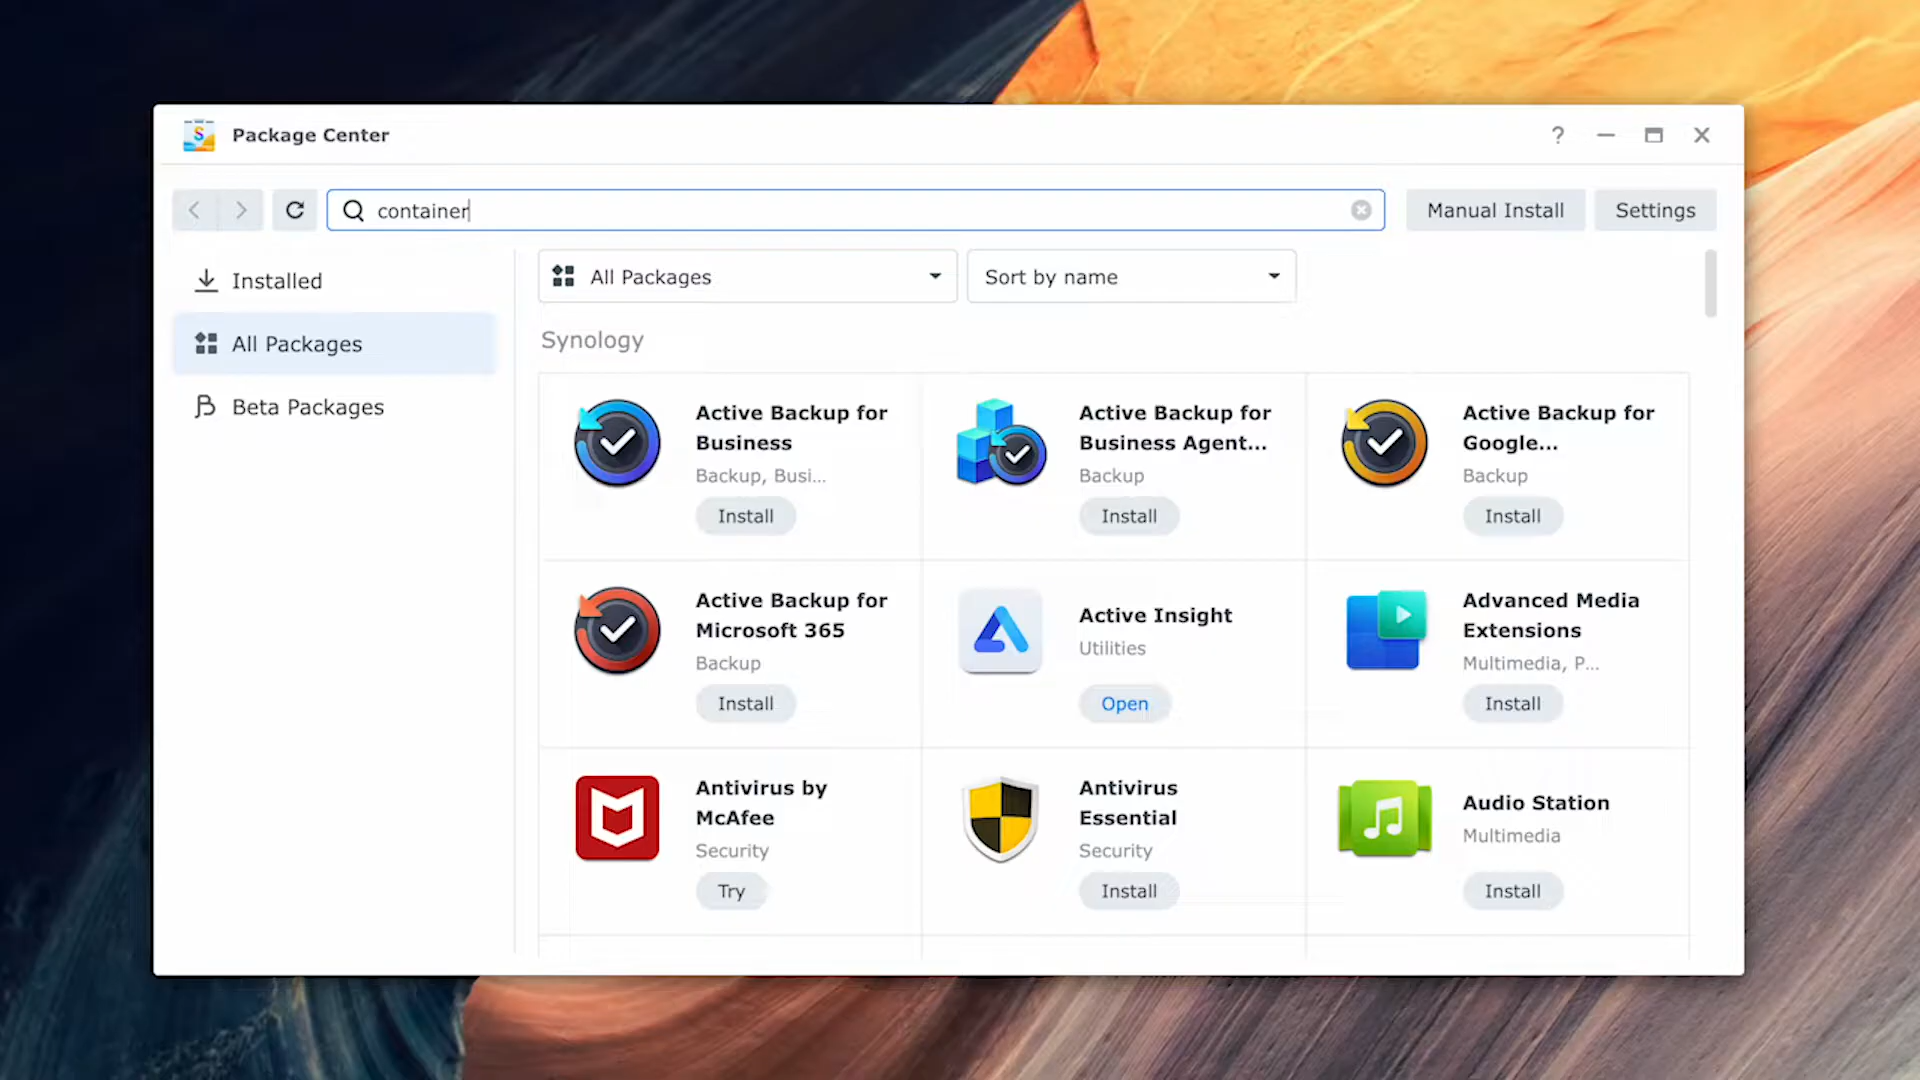 Package Center
container
Manual Install
Settings
Installed
All Packages
Beta Packages
All Packages
Sort by name
Synology
Active Backup for
Business
Backup, Busi...
Install
Active Backup for
Business Agent...
Backup
Install
Active Backup for
Google...
Backup
Install
Active Backup for
Microsoft 365
Backup
Install
Active Insight
Utilities
Open
Advanced Media
Extensions
Multimedia, P...
Install
Antivirus by
McAfee
Security
Try
Antivirus
Essential
Security
Install
Audio Station
Multimedia
Install